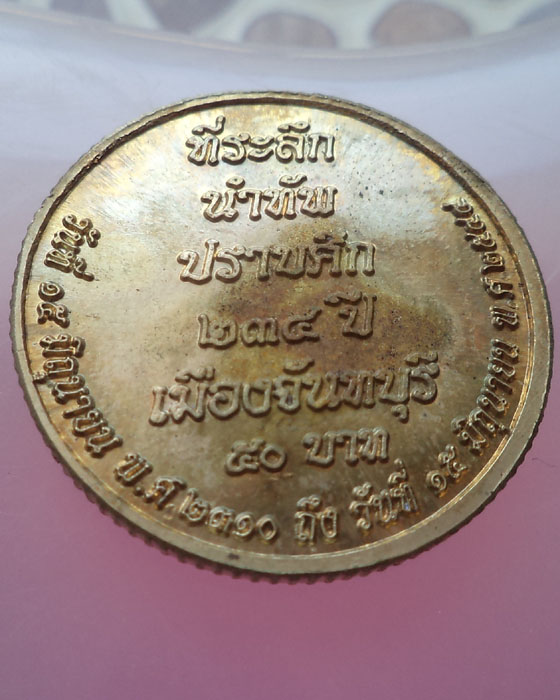 ที่ระลึก
นำทัพ
ปราบศึก
๒๓๔ ปี
เมืองจันทบุรี
๕๐ บาท
วันที่ ๑๕ มิถุนายน พ.ศ.๒๓๑๐ ถึง วันที่ ๑๕ มิถุนายน พ.ศ.๒๕๔๔